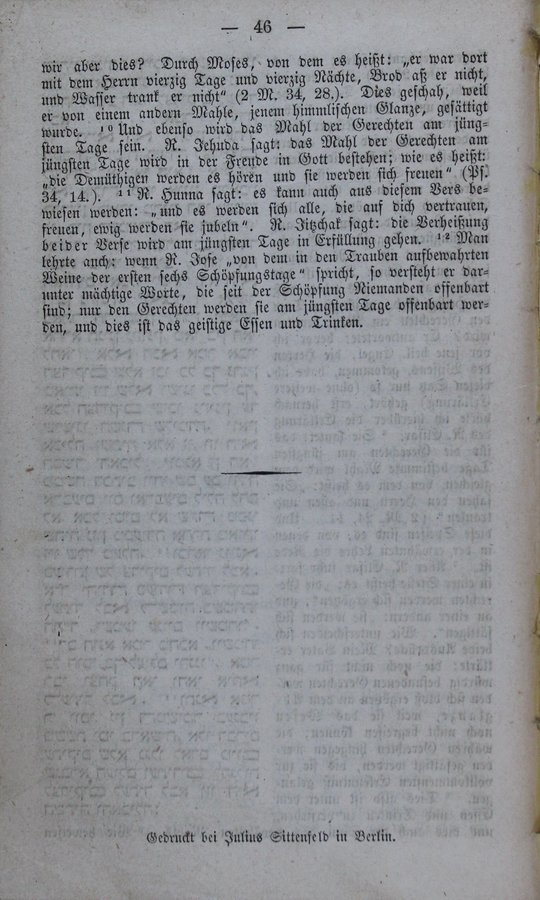 — 46 —
wir aber dies? Durch Moses, von dem es heißt: „er war dort
mit dem Herrn vierzig Tage und vierzig Nächte, Brod aß er nicht,
und Wasser trank er nicht" (2 M. 34, 28.). Dies geschah, weil
er von einem andern Mahle, jenem himmlischen Glanze, gesättigt
wurde. ¹⁰ Und ebenso wird das Mahl der Gerechten am jüng-
sten Tage sein. R. Jehuda sagt: das Mahl der Gerechten am
jüngsten Tage wird in der Freude in Gott bestehen; wie es heißt:
„die Demüthigen werden es hören und sie werden sich freuen" (Ps.
34, 14.). ¹¹ R. Hunna sagt: es kann auch aus diesem Vers be-
wiesen werden: „und es werden sich alle, die auf dich vertrauen,
freuen, ewig werden sie jubeln". R. Jitzchak sagt: die Verheißung
beider Verse wird am jüngsten Tage in Erfüllung gehen. ¹² Man
lehrte auch: wenn R. Jose „von dem in den Trauben aufbewahrten
Weine der ersten sechs Schöpfungstage" spricht, so versteht er dar-
unter mächtige Worte, die seit der Schöpfung Niemanden offenbart
sind; nur den Gerechten werden sie am jüngsten Tage offenbart wer-
den, und dies ist das geistige Essen und Trinken.
Gedruckt bei Julius Sittenfeld in Berlin.